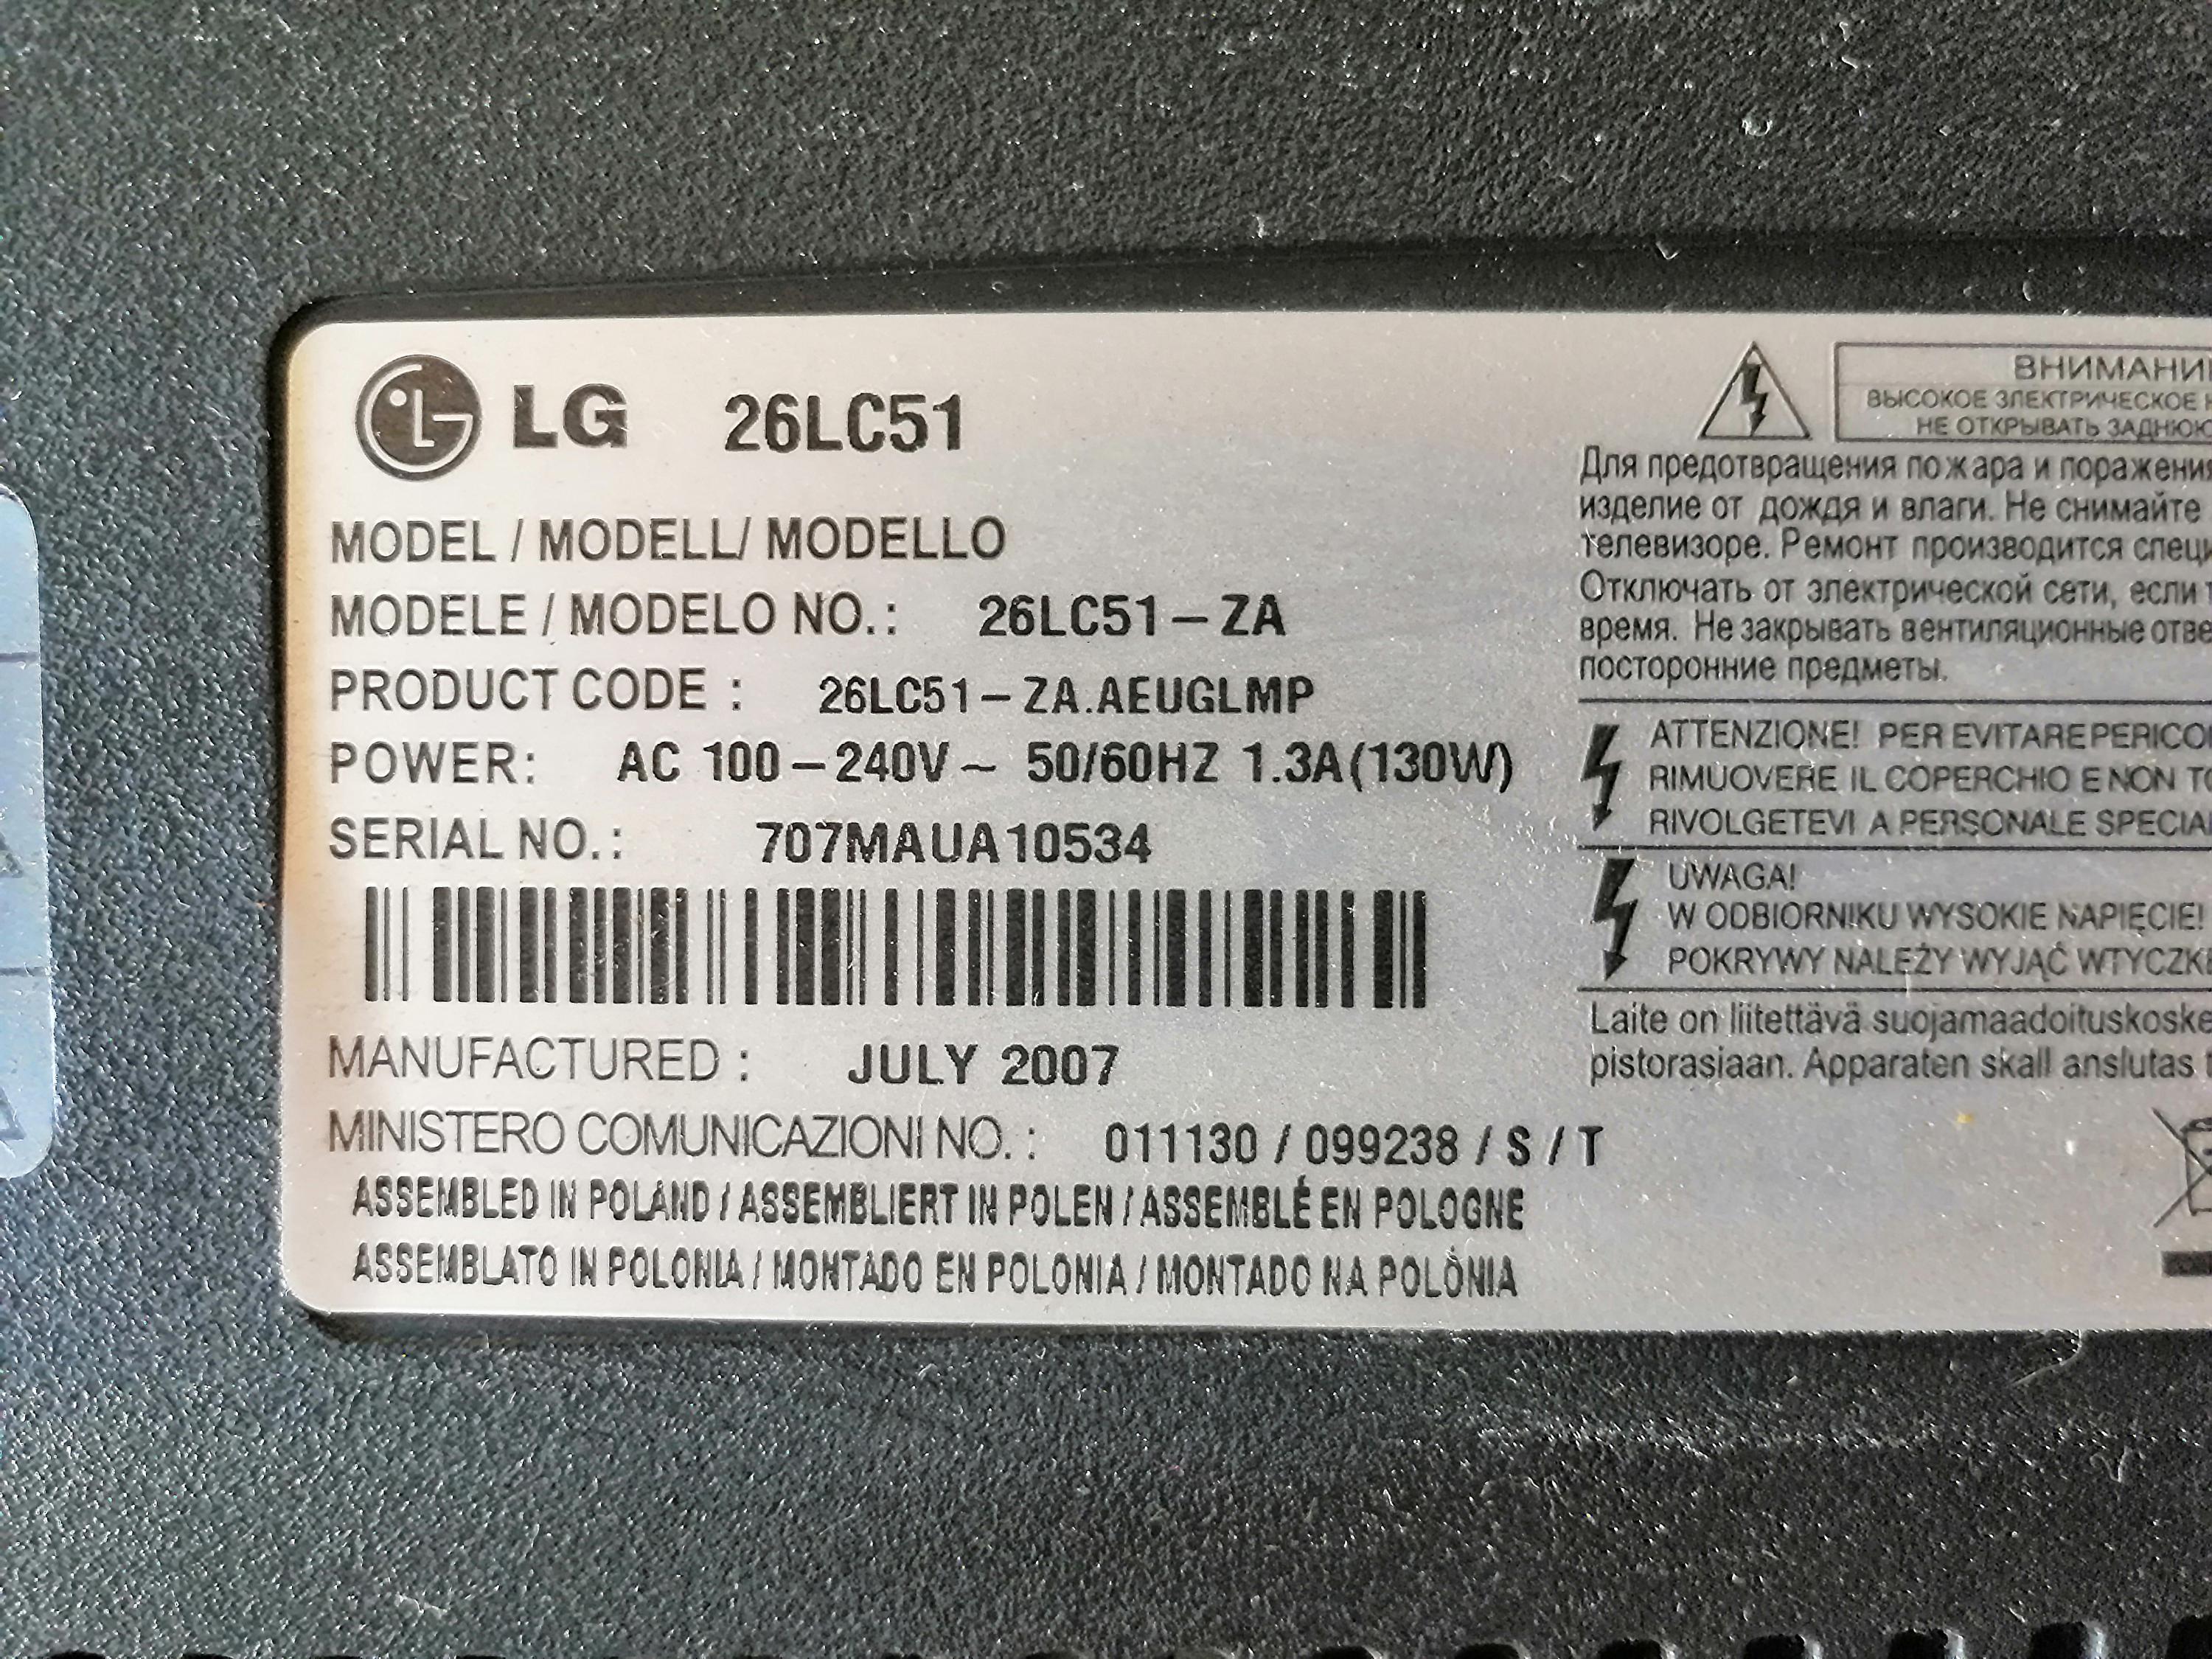 LG 26LC51
MODEL / MODELL/ MODELLO
MODELE / MODELO NO.: 26LC51-ZA
PRODUCT CODE : 26LC51-ZA.AEUGLMP
POWER: AC 100-240V~ 50/60HZ 1.3A(130W)
SERIAL NO.: 707MAUA10534
MANUFACTURED : JULY 2007
MINISTERO COMUNICAZIONI NO.: 011130 / 099238 / S / T
ASSEMBLED IN POLAND / ASSEMBLIERT IN POLEN / ASSEMBLÉ EN POLOGNE
ASSEMBLATO IN POLONIA / MONTADO EN POLONIA / MONTADO NA POLÒNIA
ВНИМАНИ
ВЫСОКОЕ ЭЛЕКТРИЧЕСКОЕ
НЕ ОТКРЫВАТЬ ЗАДНЮЮ
Для предотвращения пожара и поражения
изделие от дождя и влаги. Не снимайте
телевизоре. Ремонт производится спец
Отключать от электрической сети, если
время. Не закрывать вентиляционные отве
посторонние предметы.
ATTENZIONE! PER EVITARE PERICO
RIMUOVERE IL COPERCHIO E NON TO
RIVOLGETEVI A PERSONALE SPECIA
UWAGA!
W ODBIORNIKU WYSOKIE NAPIĘCIE!
POKRYWY NALEŻY WYJĄĆ WTYCZK
Laite on liitettävä suojamaadoituskoske
pistorasiaan. Apparaten skall anslutas